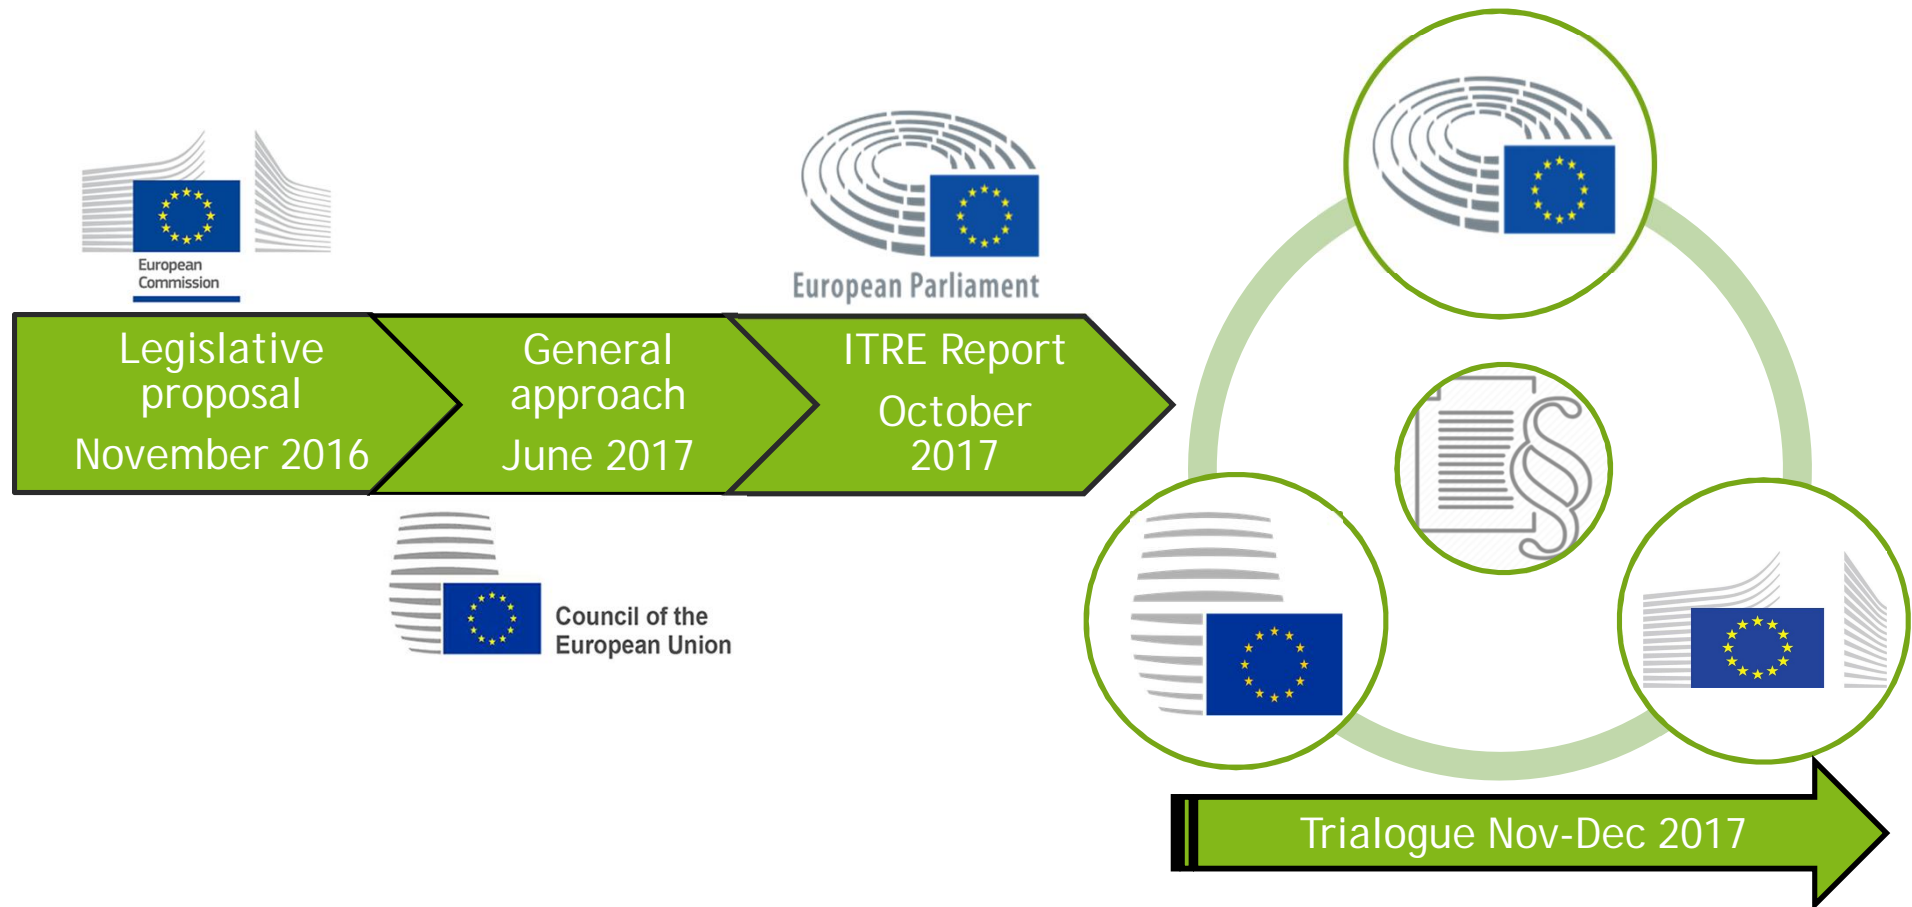 European
Commission
European Parliament
Legislative
proposal
November 2016
General
approach
June 2017
ITRE Report
October
2017
Council of the
European Union
Trialogue Nov-Dec 2017